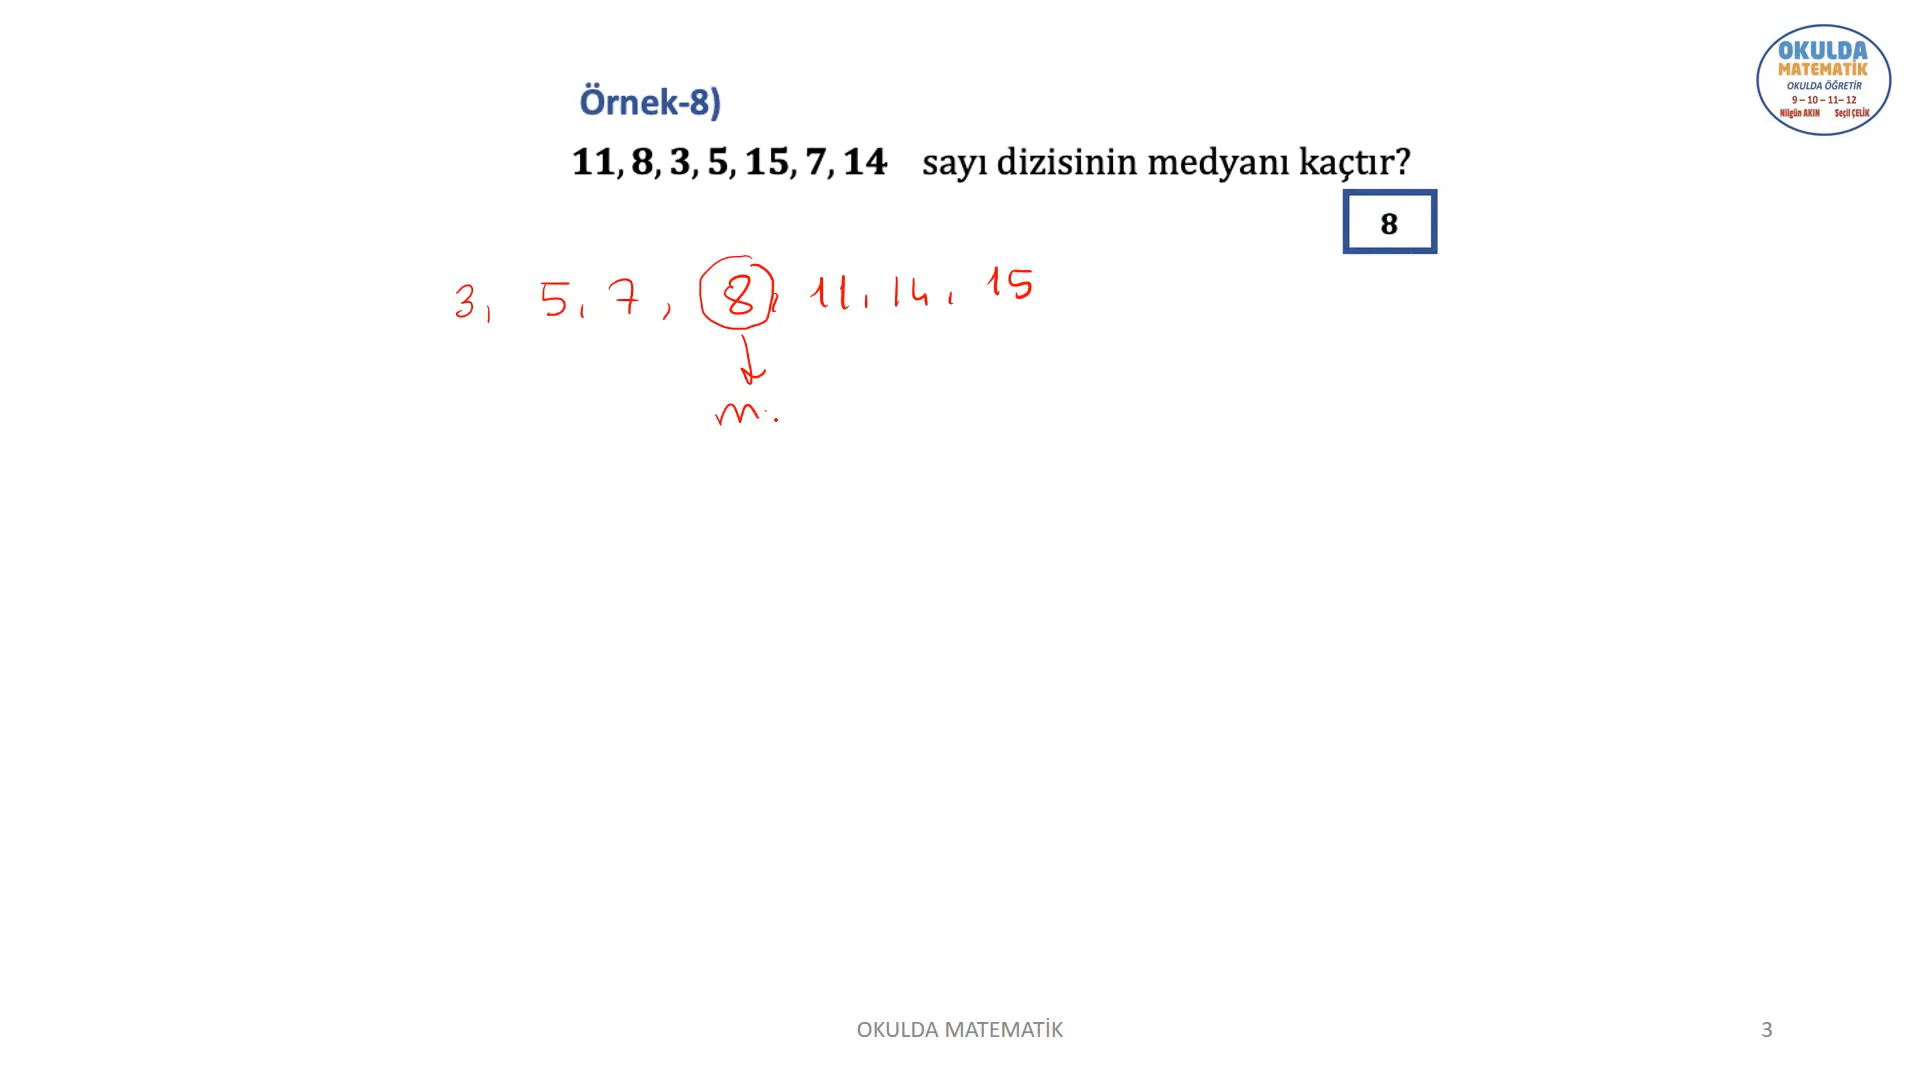 OKULDA
MATEMATİK
OKULDA ÖĞRETİR
9 – 10 – 11– 12
Nilgün AKIN Seçil ÇELİK
Örnek-8)
11, 8, 3, 5, 15, 7, 14 sayı dizisinin medyanı kaçtır?
8
3, 5, 7, 8, 11, 14, 15
m.
OKULDA MATEMATİK
3